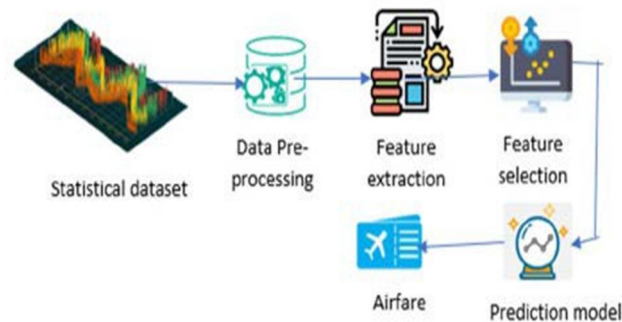 Statistical dataset
Data Pre-
processing
Feature
extraction
Feature
selection
Prediction model
Airfare